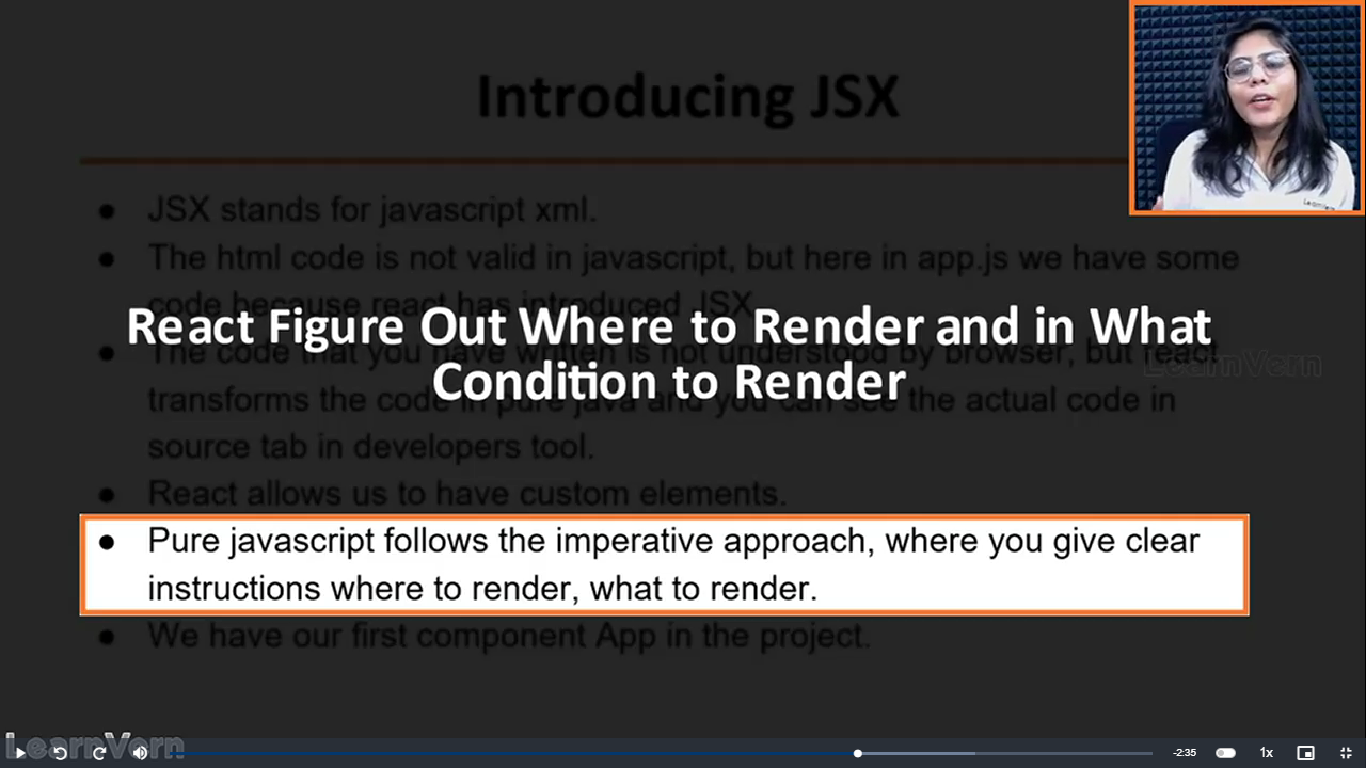 Introducing JSX
● JSX stands for javascript xml.
● The html code is not valid in javascript, but here in app.js we have some
code because react has introduced JSX
React Figure Out Where to Render and in What
Condition to Render
● The code that you have written is not understood by browser, but react
transforms the code in pure java and you can see the actual code in
source tab in developers tool.
● React allows us to have custom elements.
● Pure javascript follows the imperative approach, where you give clear
instructions where to render, what to render.
● We have our first component App in the project.
LearnVern
LearnVern
-2:35
1x